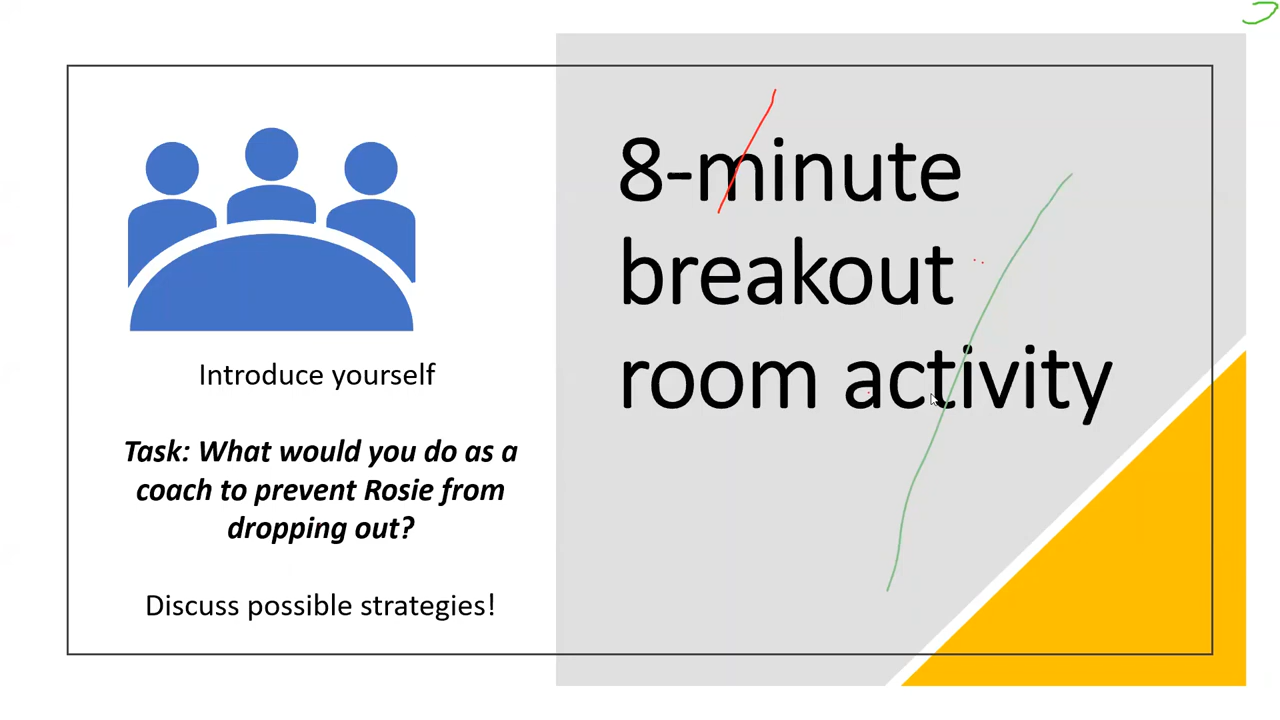 8-minute
breakout
room activity
Introduce yourself
Task: What would you do as a
coach to prevent Rosie from
dropping out?
Discuss possible strategies!